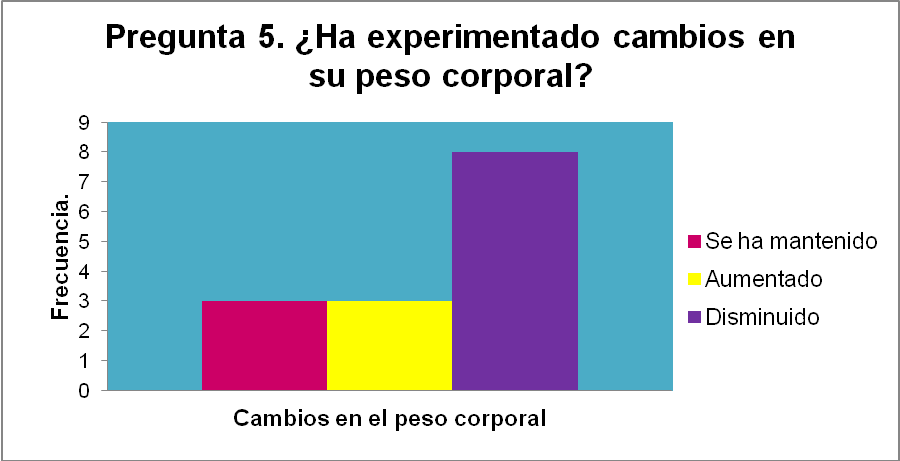 Pregunta 5. ¿Ha experimentado cambios en
su peso corporal?
9
8
7
6
5
4
3
2
1
0
Frecuencia.
Cambios en el peso corporal
Se ha mantenido
Aumentado
Disminuido